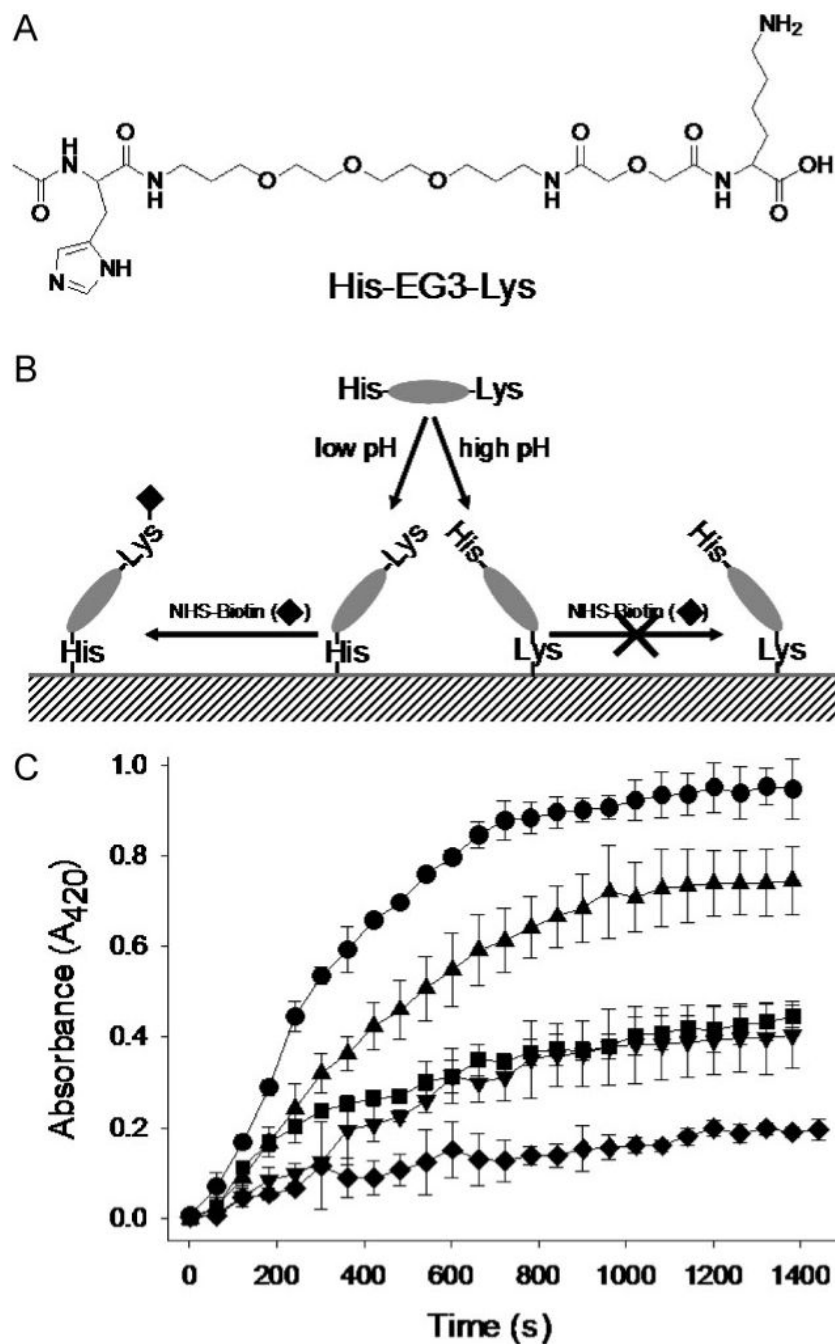 A
NH₂
H
N
O
N
H
O
O
O
H
N
O
O
O
N
H
OH
O
O
N
NH
His-EG3-Lys
B
His-Lys
low pH
high pH
Lys
Lys
His
His
NHS-Biotin (◆)
NHS-Biotin (◆)
His
His
Lys
Lys
C
1.0
0.8
0.6
0.4
0.2
0.0
Absorbance (A₄₂₀)
0 200 400 600 800 1000 1200 1400
Time (s)